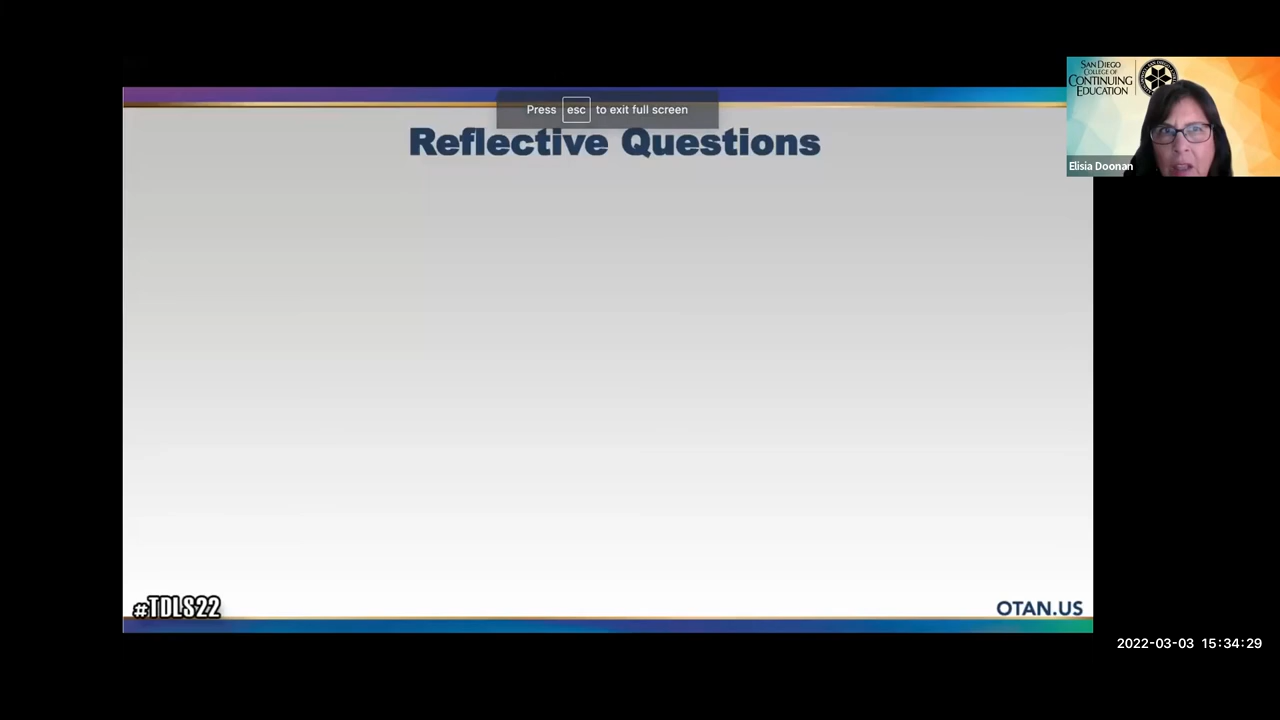 Press esc to exit full screen
Reflective Questions
SAN DIEGO
COLLEGE OF
CONTINUING
EDUCATION
Elisia Doonan
#TDLS22
OTAN.US
2022-03-03 15:34:29